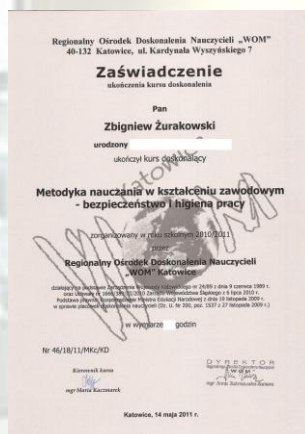 Regionalny Ośrodek Doskonalenia Nauczycieli „WOM"
40-132 Katowice, ul. Kardynała Wyszyńskiego 7
Zaświadczenie
ukończenia kursu doskonalenia
Pan
Zbigniew Żurakowski
urodzony
ukończył kurs doskonalący
Metodyka nauczania w kształceniu zawodowym
- bezpieczeństwo i higiena pracy
zorganizowany w roku szkolnym 2010/2011
przez
Regionalny Ośrodek Doskonalenia Nauczycieli
„WOM" Katowice
w wymiarze godzin
Nr 46/18/11/MKc/KD
Kierownik kursu
mgr Maria Kaczmarek
DYREKTOR
Katowice, 14 maja 2011 r.